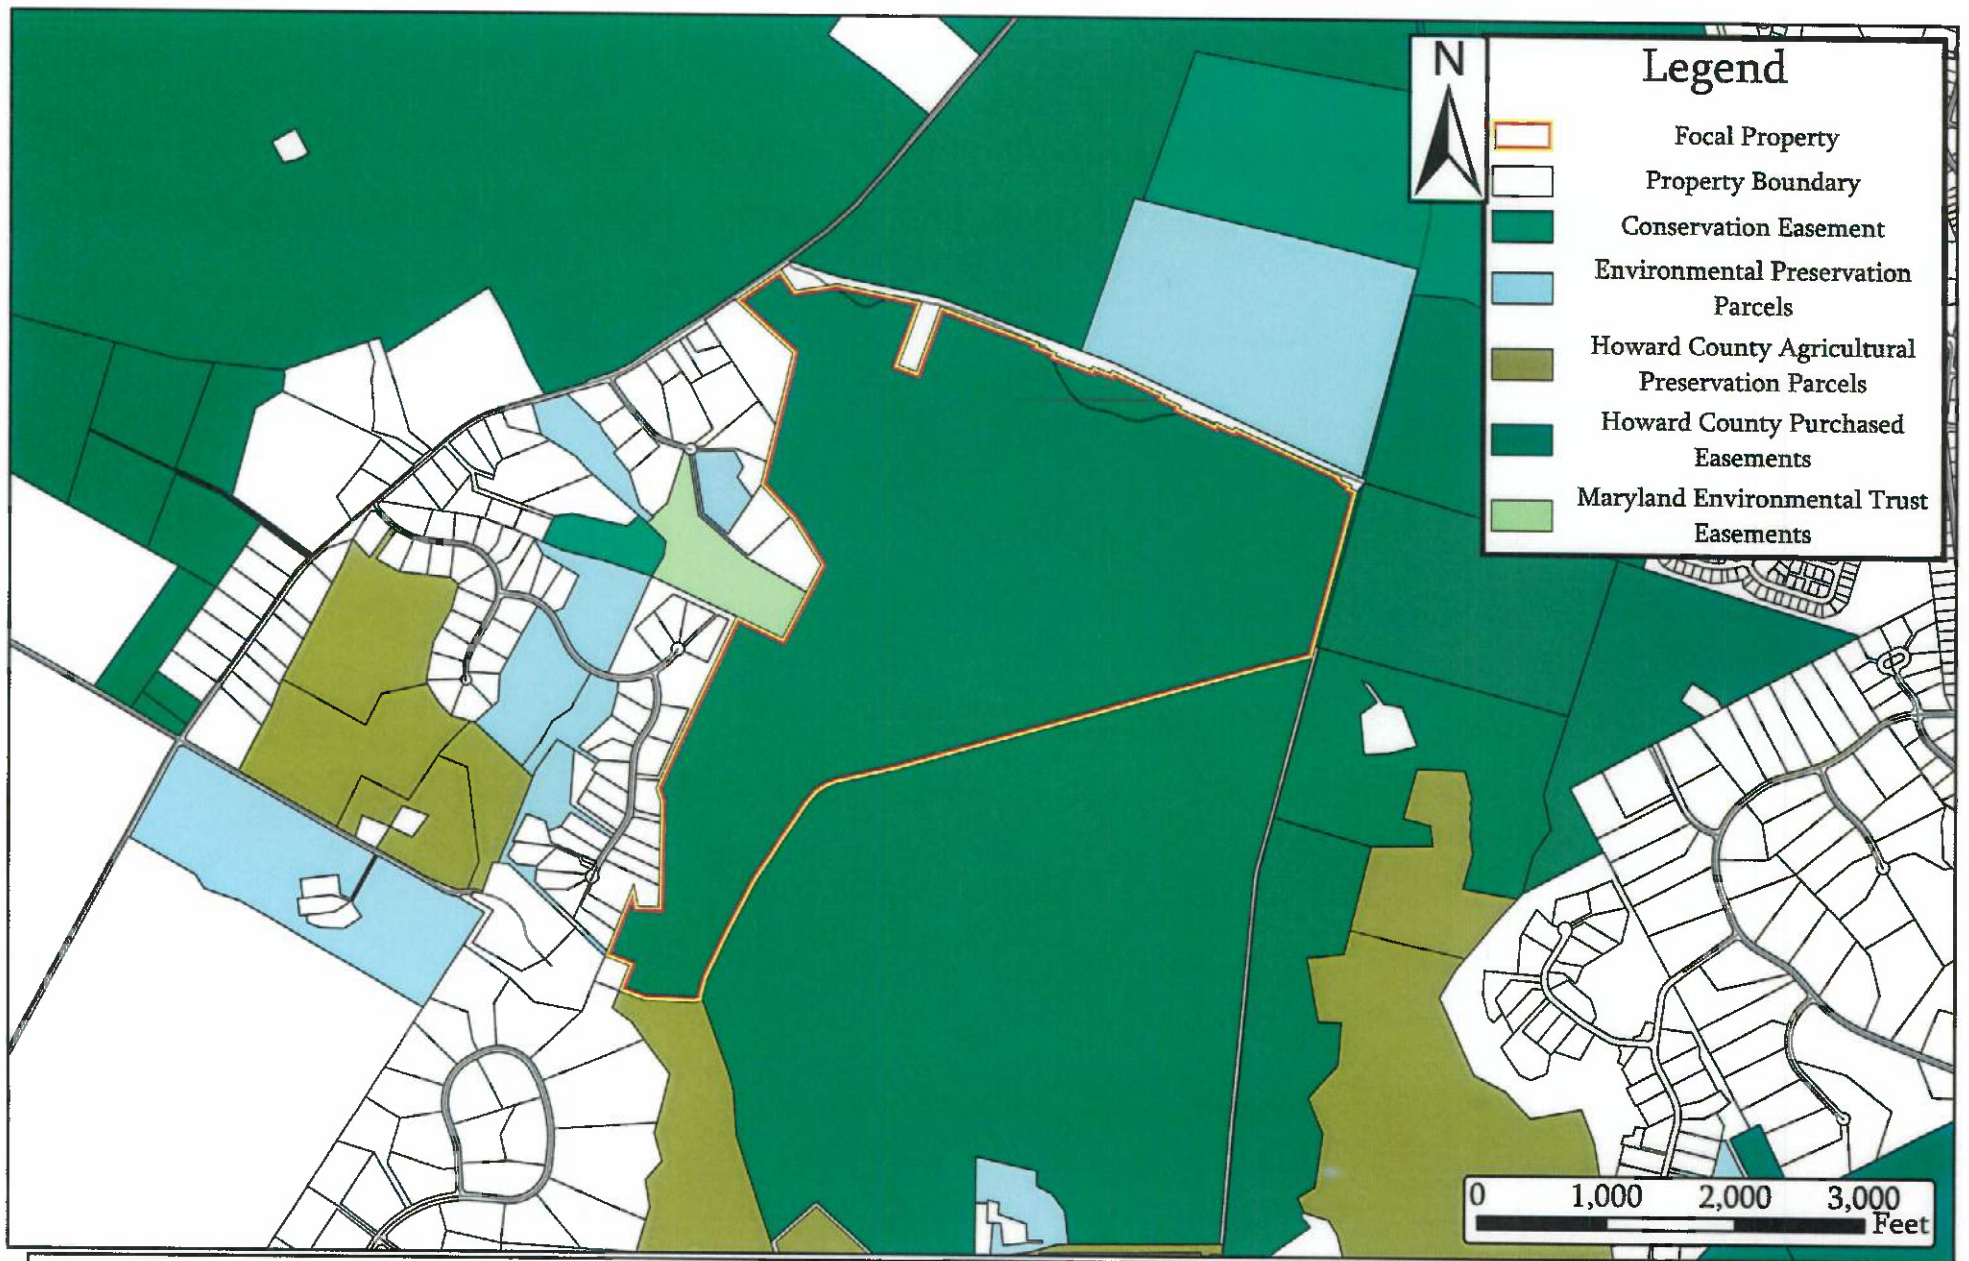 N
Legend
Focal Property
Property Boundary
Conservation Easement
Environmental Preservation
Parcels
Howard County Agricultural
Preservation Parcels
Howard County Purchased
Easements
Maryland Environmental Trust
Easements
0 1,000 2,000 3,000
Feet